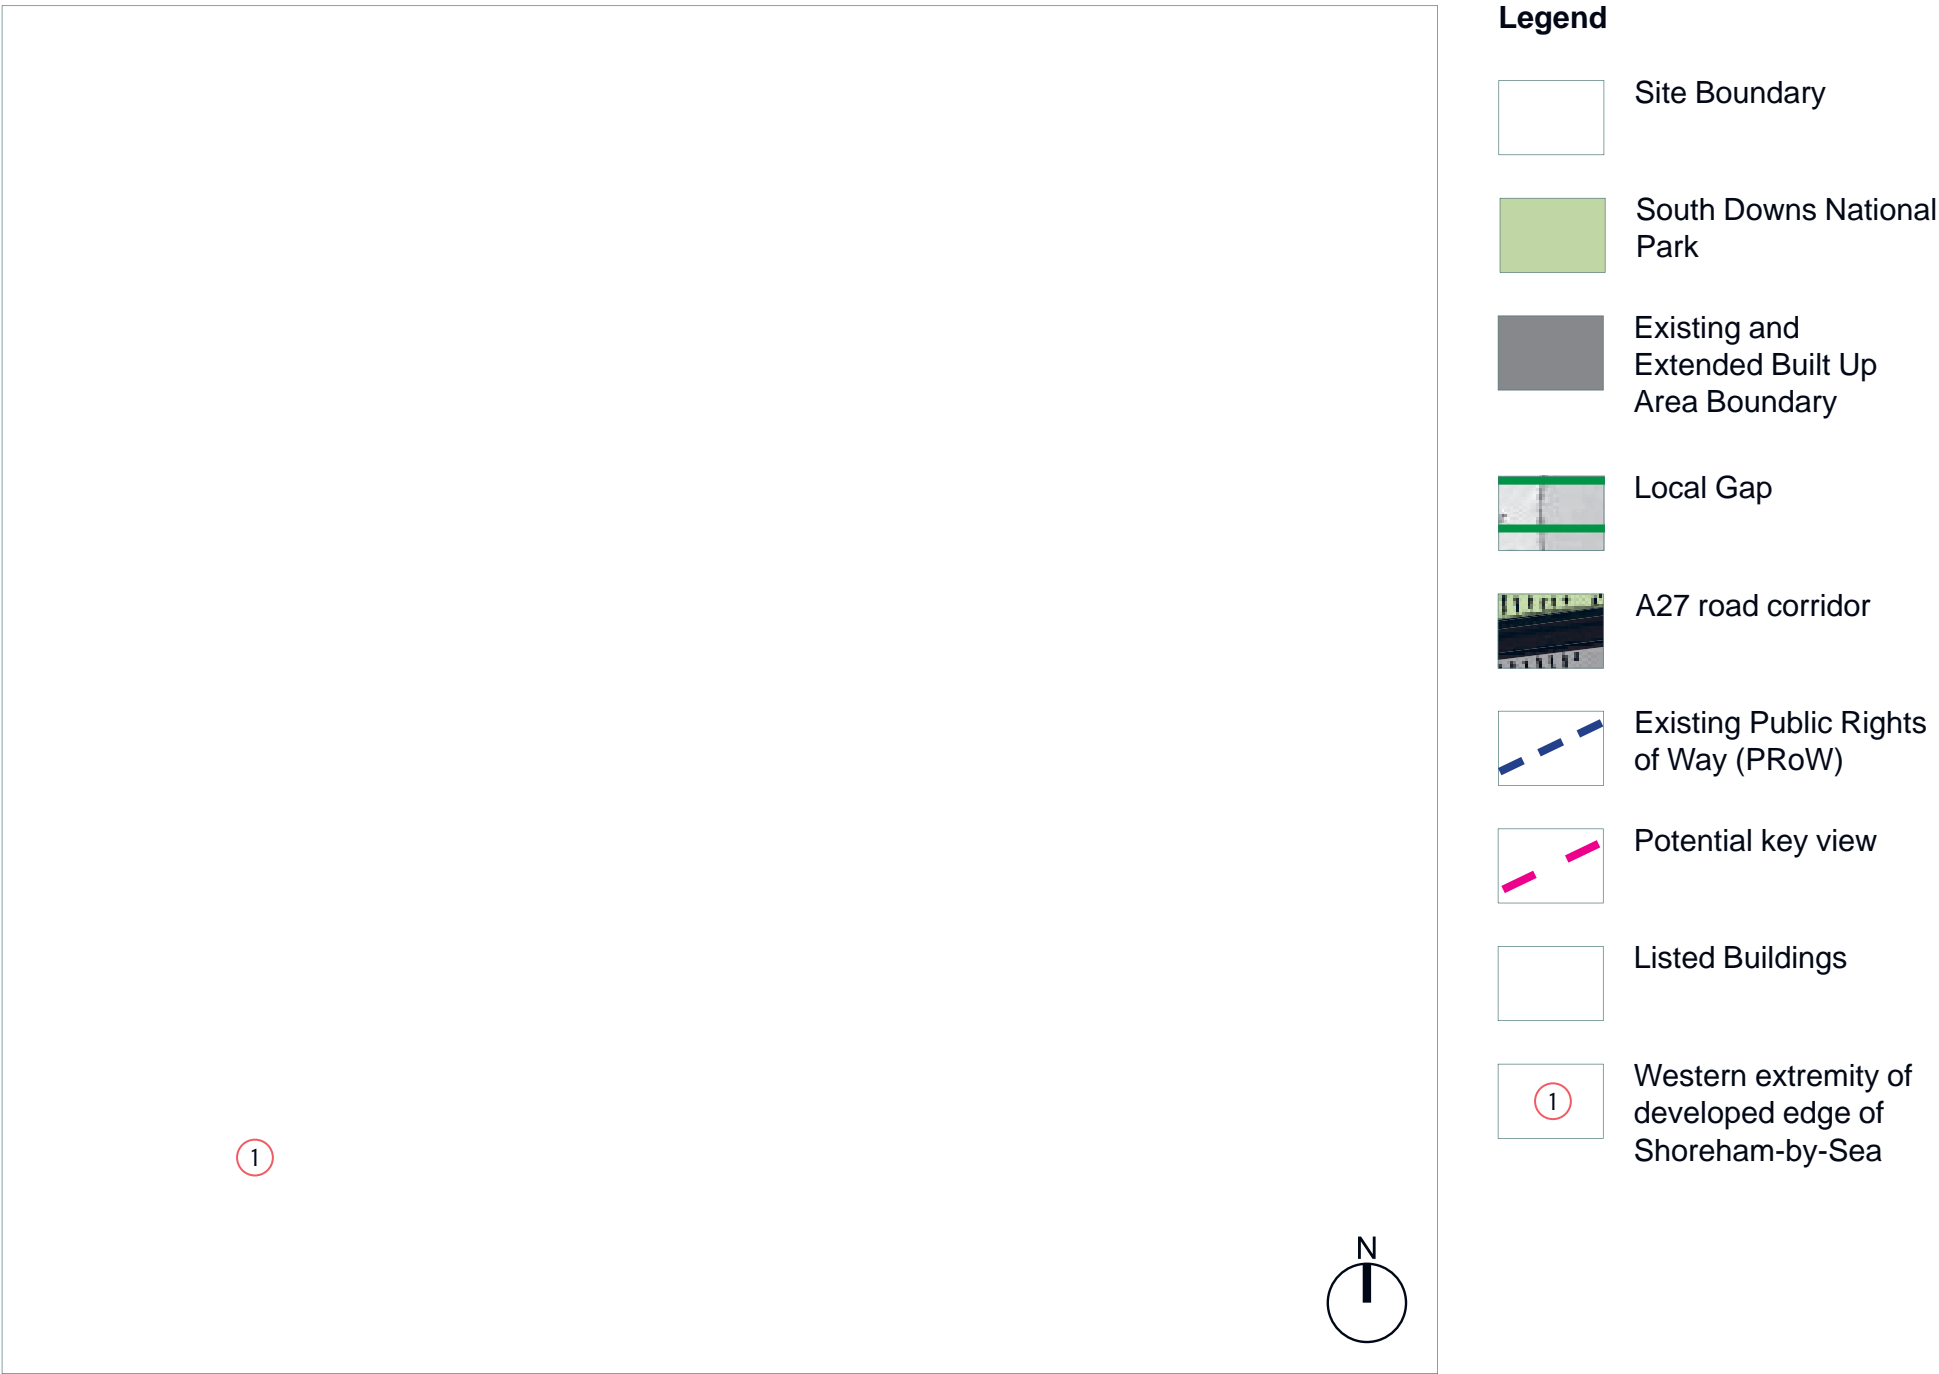 Legend
Site Boundary
South Downs National
Park
Existing and
Extended Built Up
Area Boundary
Local Gap
A27 road corridor
Existing Public Rights
of Way (PRoW)
Potential key view
Listed Buildings
1
Western extremity of
developed edge of
Shoreham-by-Sea
1
N